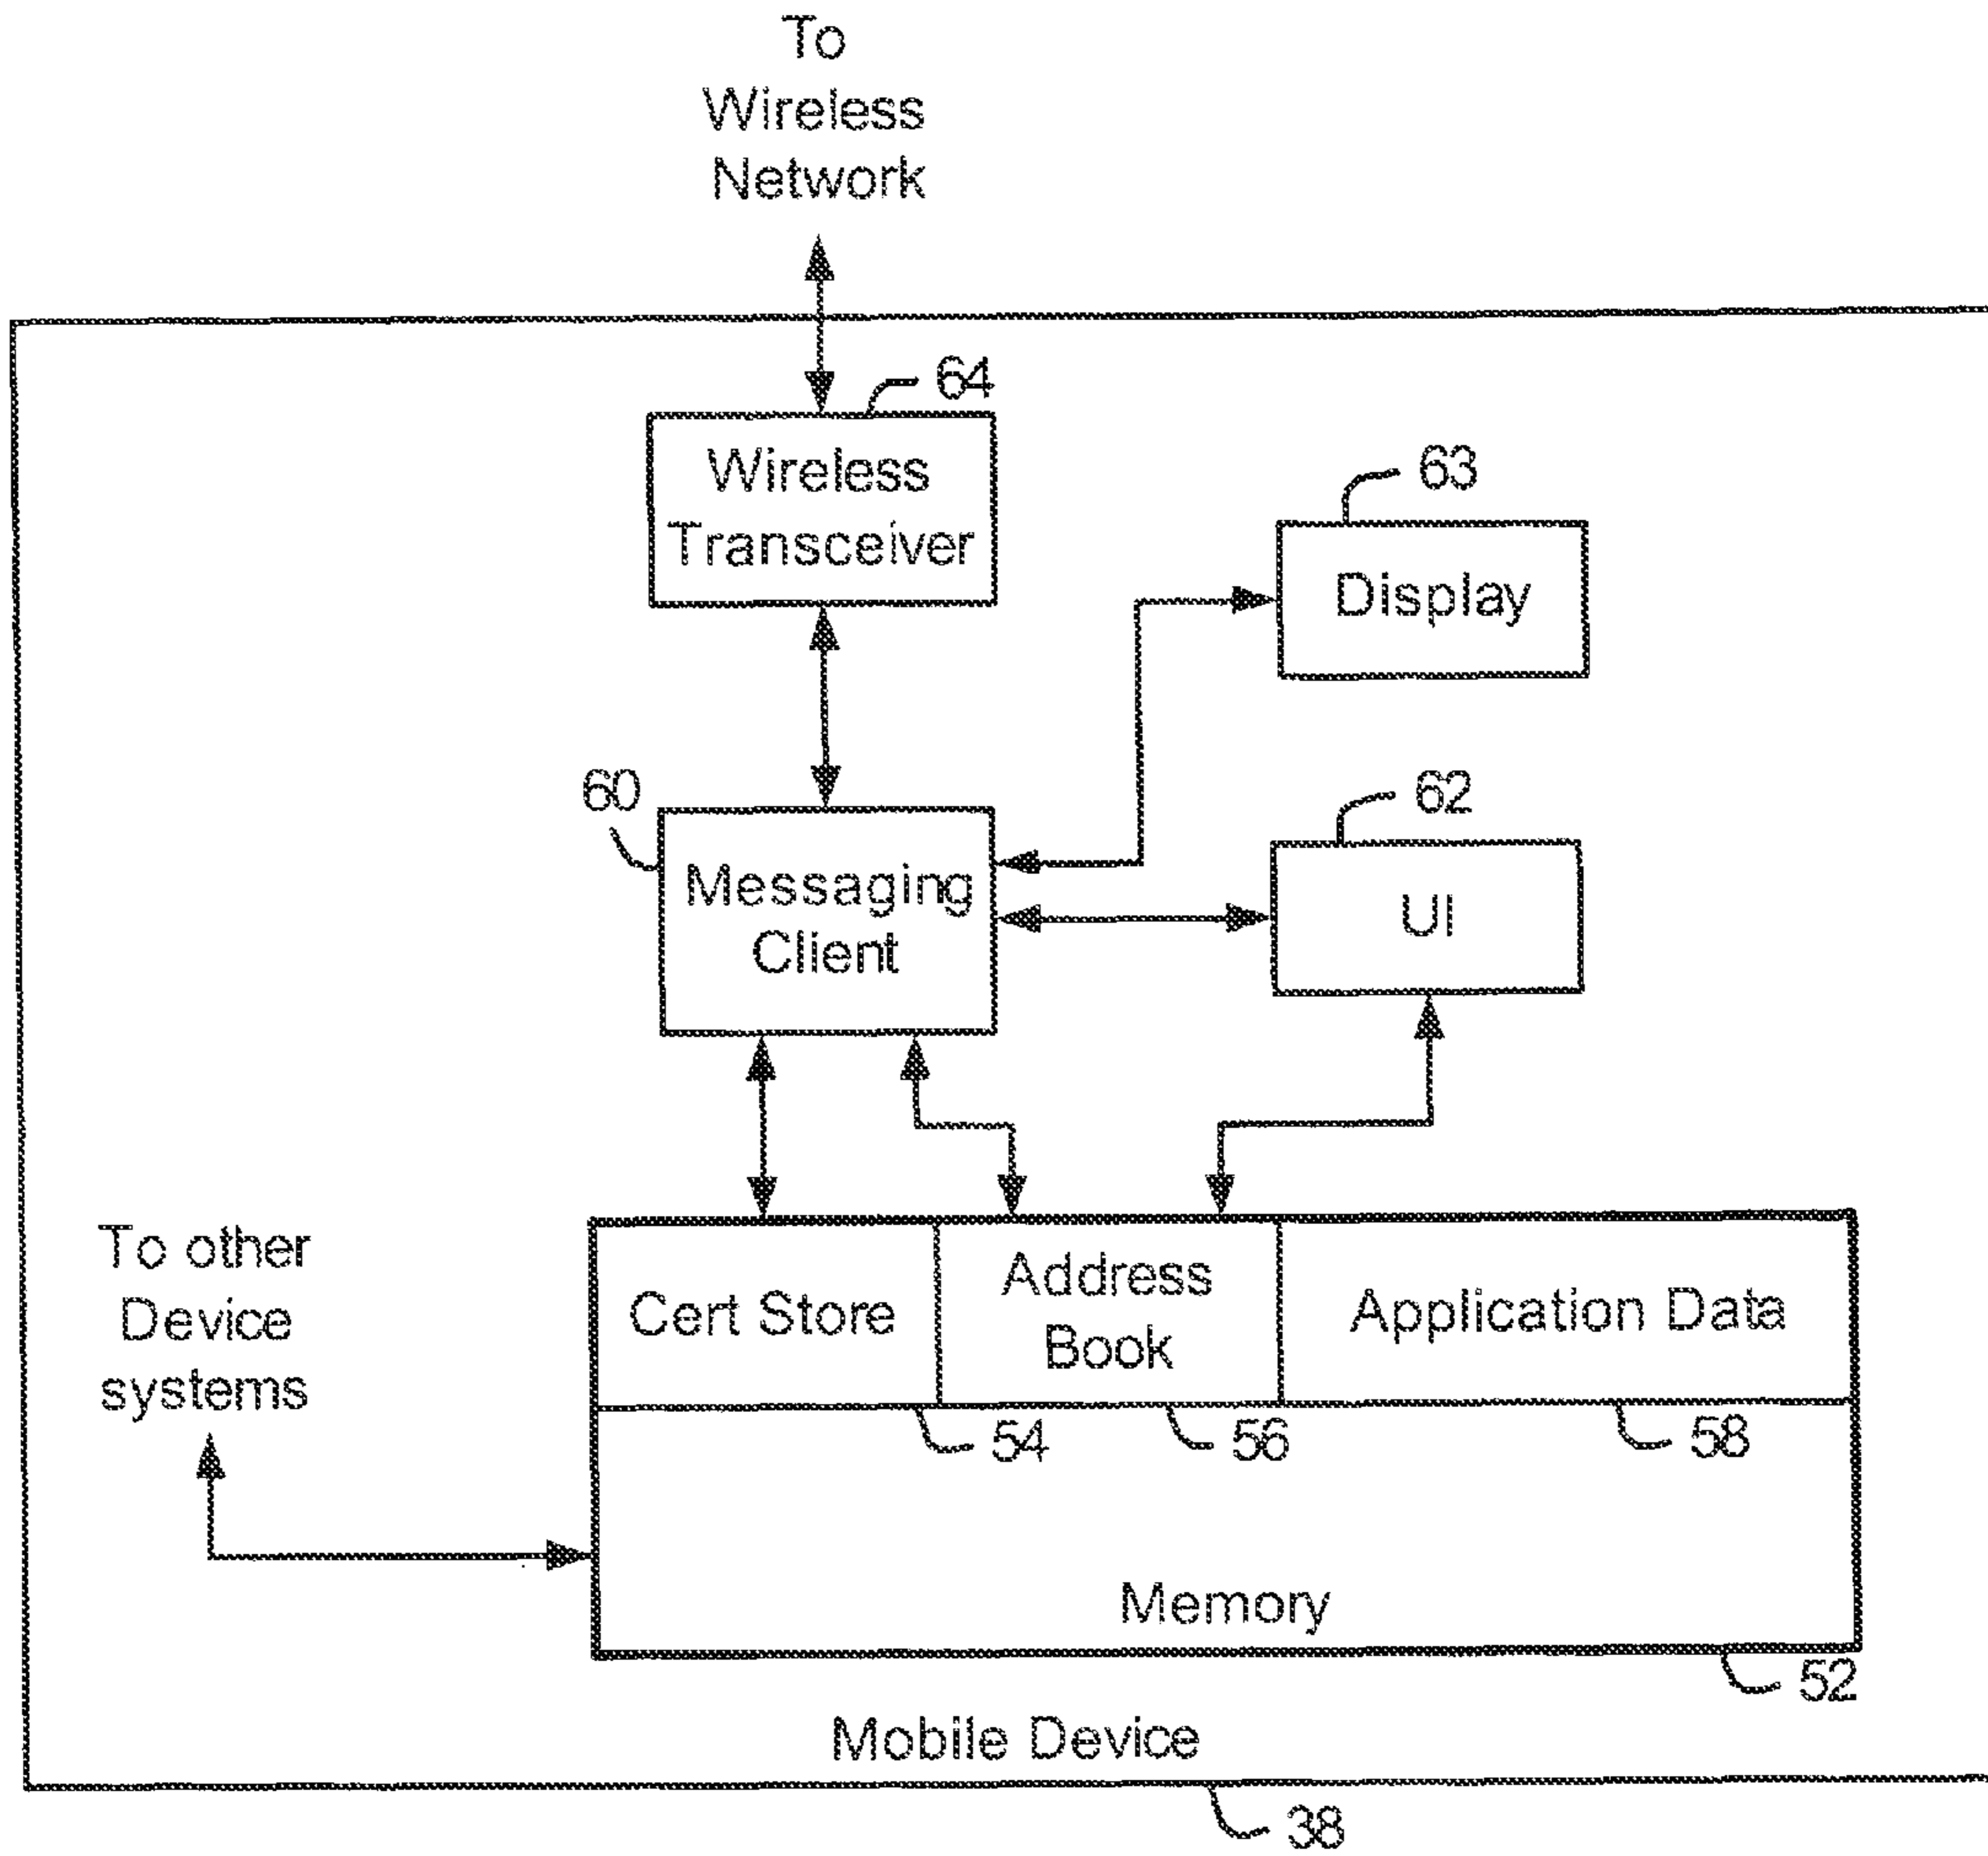 To
Wireless
Network
64
Wireless
Transceiver
63
Display
60
Messaging
Client
62
UI
To other
Device
systems
Cert Store
Address
Book
Application Data
54
56
58
Memory
52
Mobile Device
38